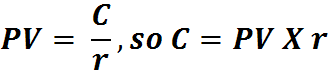 PV = C/r, so C = PV X r